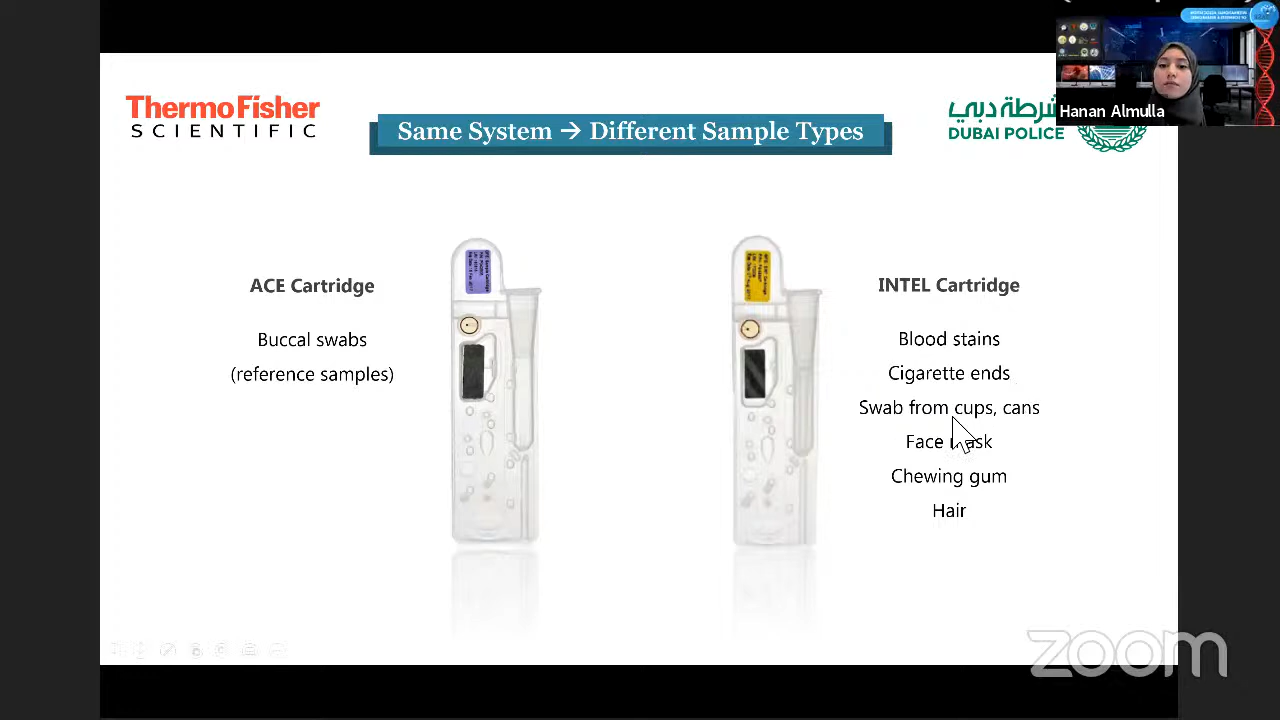 ThermoFisher
SCIENTIFIC
Same System → Different Sample Types
شرطة دبي
DUBAI POLICE
Hanan Almulla
ACE Cartridge
Buccal swabs
(reference samples)
INTEL Cartridge
Blood stains
Cigarette ends
Swab from cups, cans
Face mask
Chewing gum
Hair
zoom